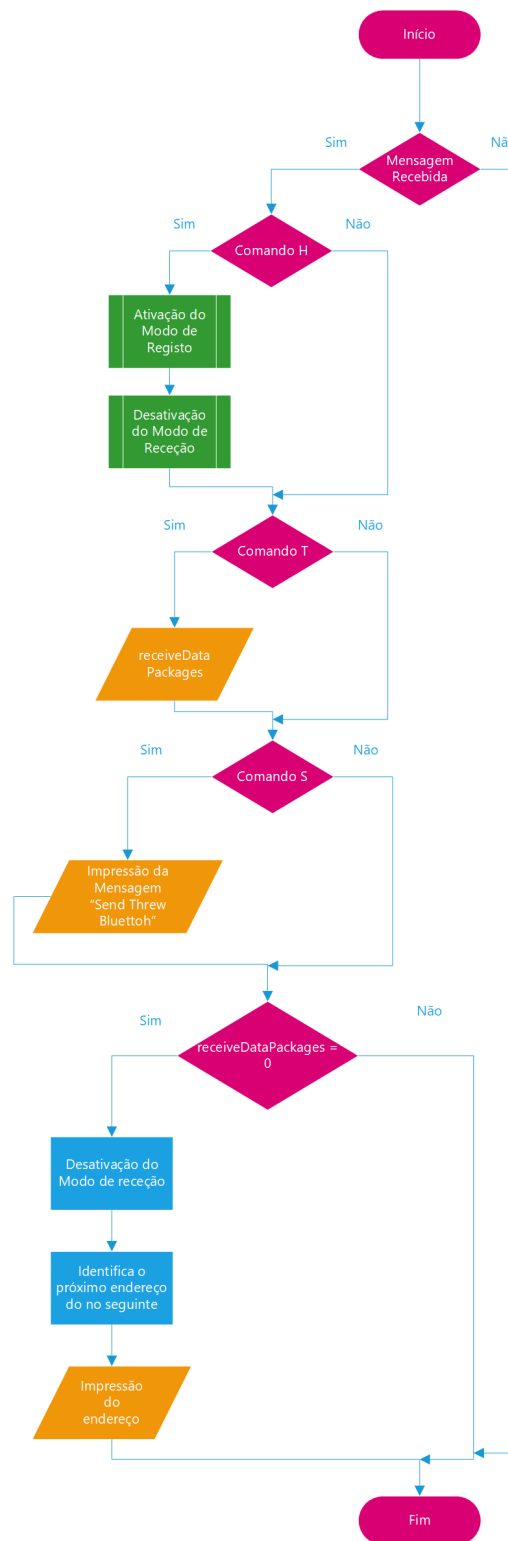 Início
Sim
Nã
Mensagem
Recebida
Sim
Não
Comando H
Ativação do
Modo de
Registo
Desativação
do Modo de
Receção
Sim
Não
Comando T
receiveData
Packages
Sim
Não
Comando S
Impressão da
Mensagem
“Send Threw
Bluettoh”
Sim
Não
receiveDataPackages =
0
Desativação do
Modo de receção
Identifica o
próximo endereço
do no seguinte
Impressão
do
endereço
Fim